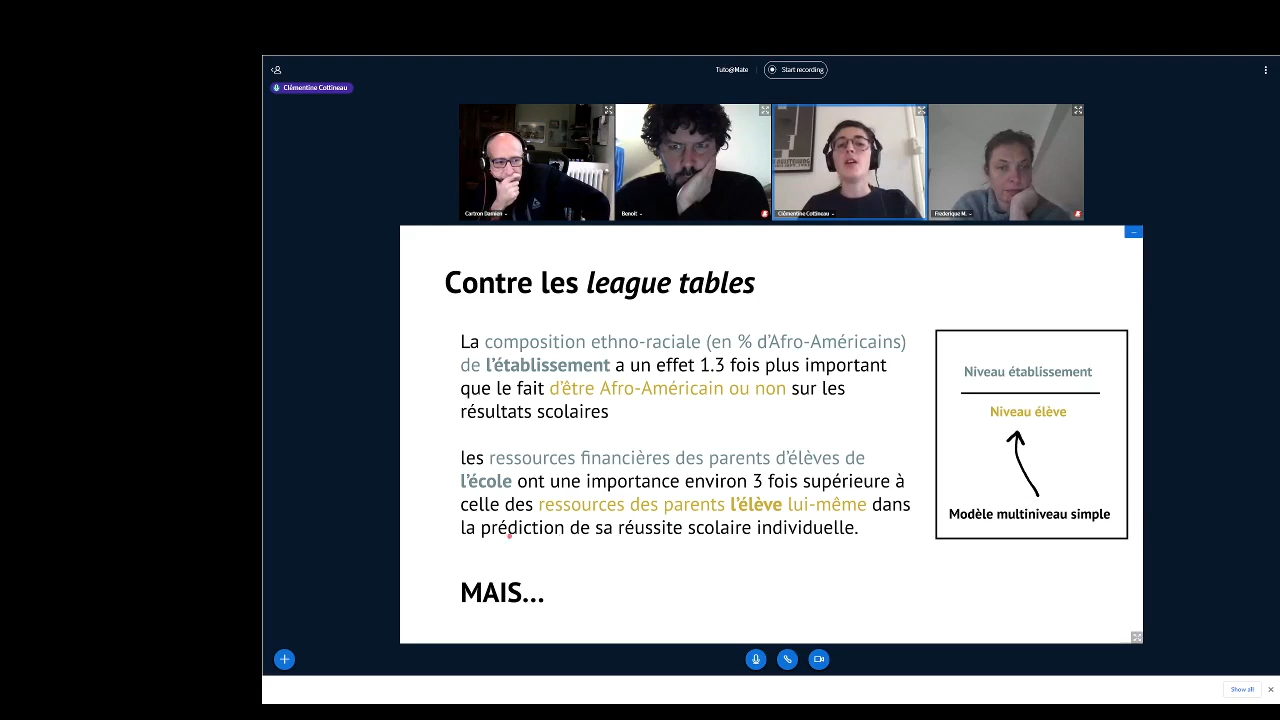 Tuto@Mate
Start recording
Clémentine Cottineau
Cartron Damien
Benoit
Clémentine Cottineau
Frederique M.
Contre les league tables
La composition ethno-raciale (en % d'Afro-Américains)
de l'établissement a un effet 1.3 fois plus important
que le fait d'être Afro-Américain ou non sur les
résultats scolaires
les ressources financières des parents d'élèves de
l'école ont une importance environ 3 fois supérieure à
celle des ressources des parents l'élève lui-même dans
la prédiction de sa réussite scolaire individuelle.
MAIS...
Niveau établissement
Niveau élève
Modèle multiniveau simple
Show all